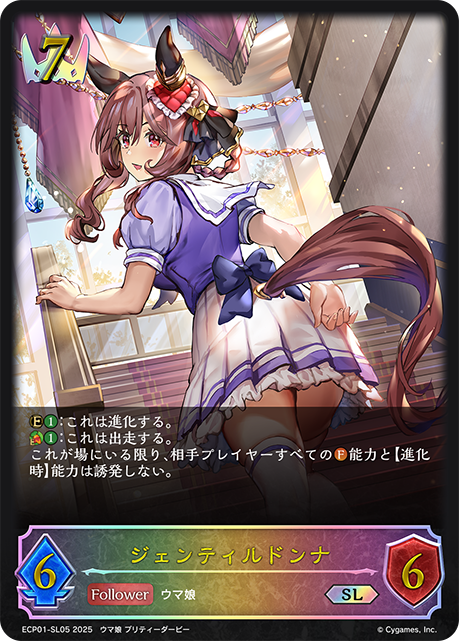 7
E 1:これは進化する。
1:これは出走する。
これが場にいる限り、相手プレイヤーすべてのF能力と【進化
時】能力は誘発しない。
ジェンティルドンナ
6
Follower ウマ娘
SL
6
ECP01-SL05 2025 ウマ娘 プリティーダービー
© Cygames, Inc.